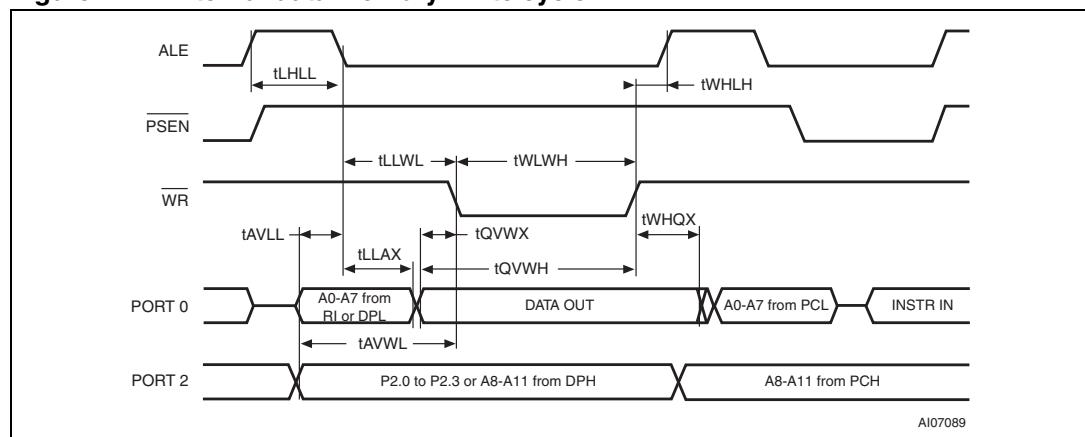 ALE
tLHLL
tWHLH
PSEN
tLLWL
tWLWH
WR
tWHQX
tAVLL
tQVWX
tLLAX
tQVWH
PORT 0
A0-A7 from
RI or DPL
DATA OUT
A0-A7 from PCL
INSTR IN
tAVWL
PORT 2
P2.0 to P2.3 or A8-A11 from DPH
A8-A11 from PCH
AI07089